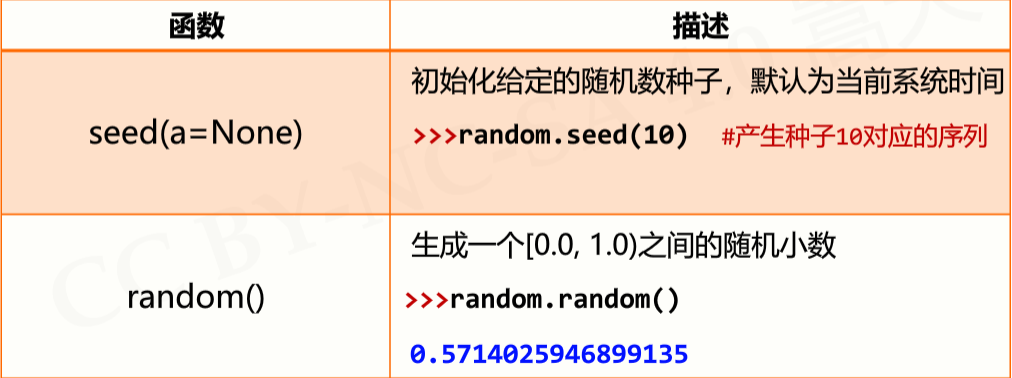 函数 描述
初始化给定的随机数种子，默认为当前系统时间
seed(a=None)
>>>random.seed(10) #产生种子10对应的序列
生成一个[0.0, 1.0)之间的随机小数
random()
>>>random.random()
0.5714025946899135
CC BY-NC-SA 4.0 嵩天